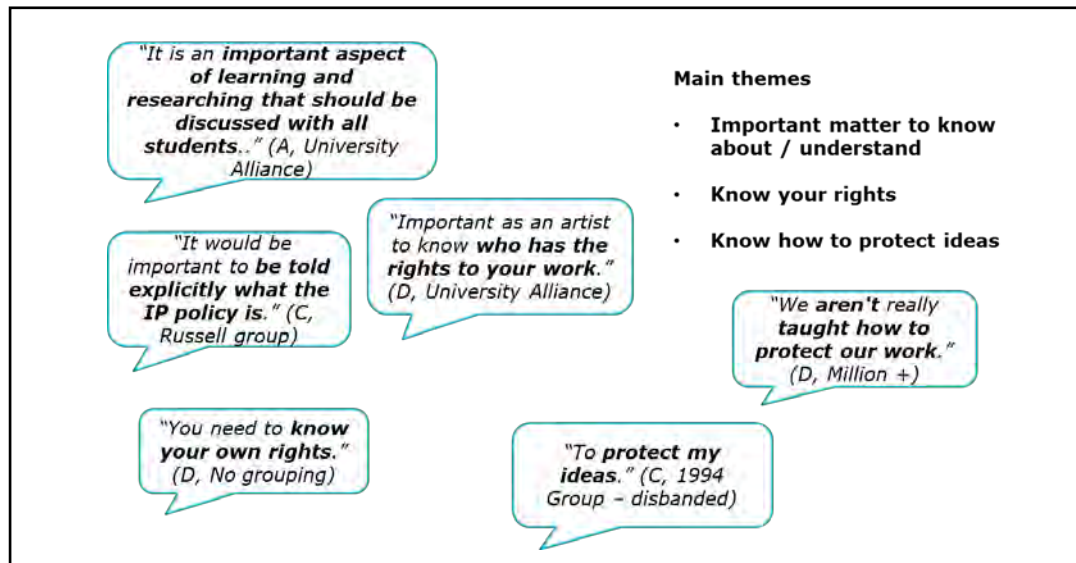 “It is an important aspect
of learning and
researching that should be
discussed with all
students..” (A, University
Alliance)
Main themes
• Important matter to know
about / understand
• Know your rights
• Know how to protect ideas
“Important as an artist
to know who has the
rights to your work.”
(D, University Alliance)
“It would be
important to be told
explicitly what the
IP policy is.” (C,
Russell group)
“We aren't really
taught how to
protect our work.”
(D, Million +)
“You need to know
your own rights.”
(D, No grouping)
“To protect my
ideas.” (C, 1994
Group – disbanded)